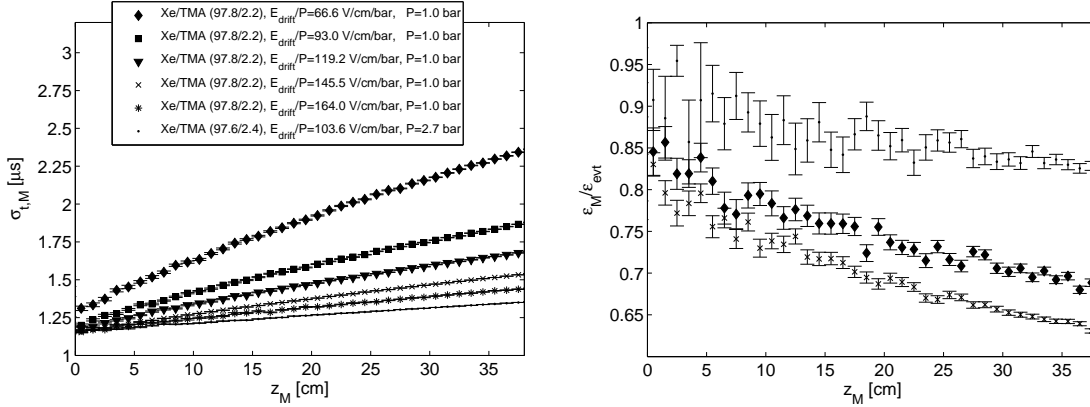 Xe/TMA (97.8/2.2), E_drift/P=66.6 V/cm/bar, P=1.0 bar
Xe/TMA (97.8/2.2), E_drift/P=93.0 V/cm/bar, P=1.0 bar
Xe/TMA (97.8/2.2), E_drift/P=119.2 V/cm/bar, P=1.0 bar
Xe/TMA (97.8/2.2), E_drift/P=145.5 V/cm/bar, P=1.0 bar
Xe/TMA (97.8/2.2), E_drift/P=164.0 V/cm/bar, P=1.0 bar
Xe/TMA (97.6/2.4), E_drift/P=103.6 V/cm/bar, P=2.7 bar
3
2.75
2.5
2.25
2
1.75
1.5
1.25
1
σ_t,M [µs]
0 5 10 15 20 25 30 35
z_M [cm]
1
0.95
0.9
0.85
0.8
0.75
0.7
0.65
ε_M/ε_evt
0 5 10 15 20 25 30 35
z_M [cm]